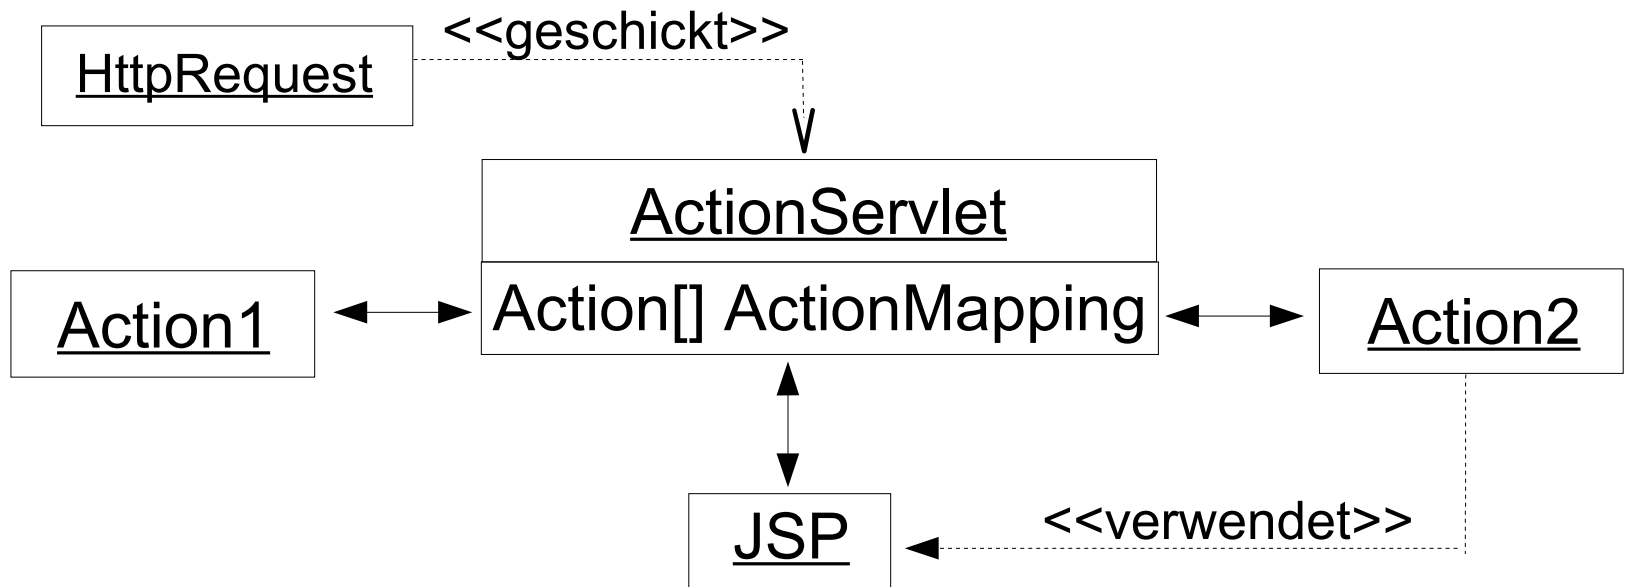 <<geschickt>>
HttpRequest
ActionServlet
Action[] ActionMapping
Action1
Action2
<<verwendet>>
JSP